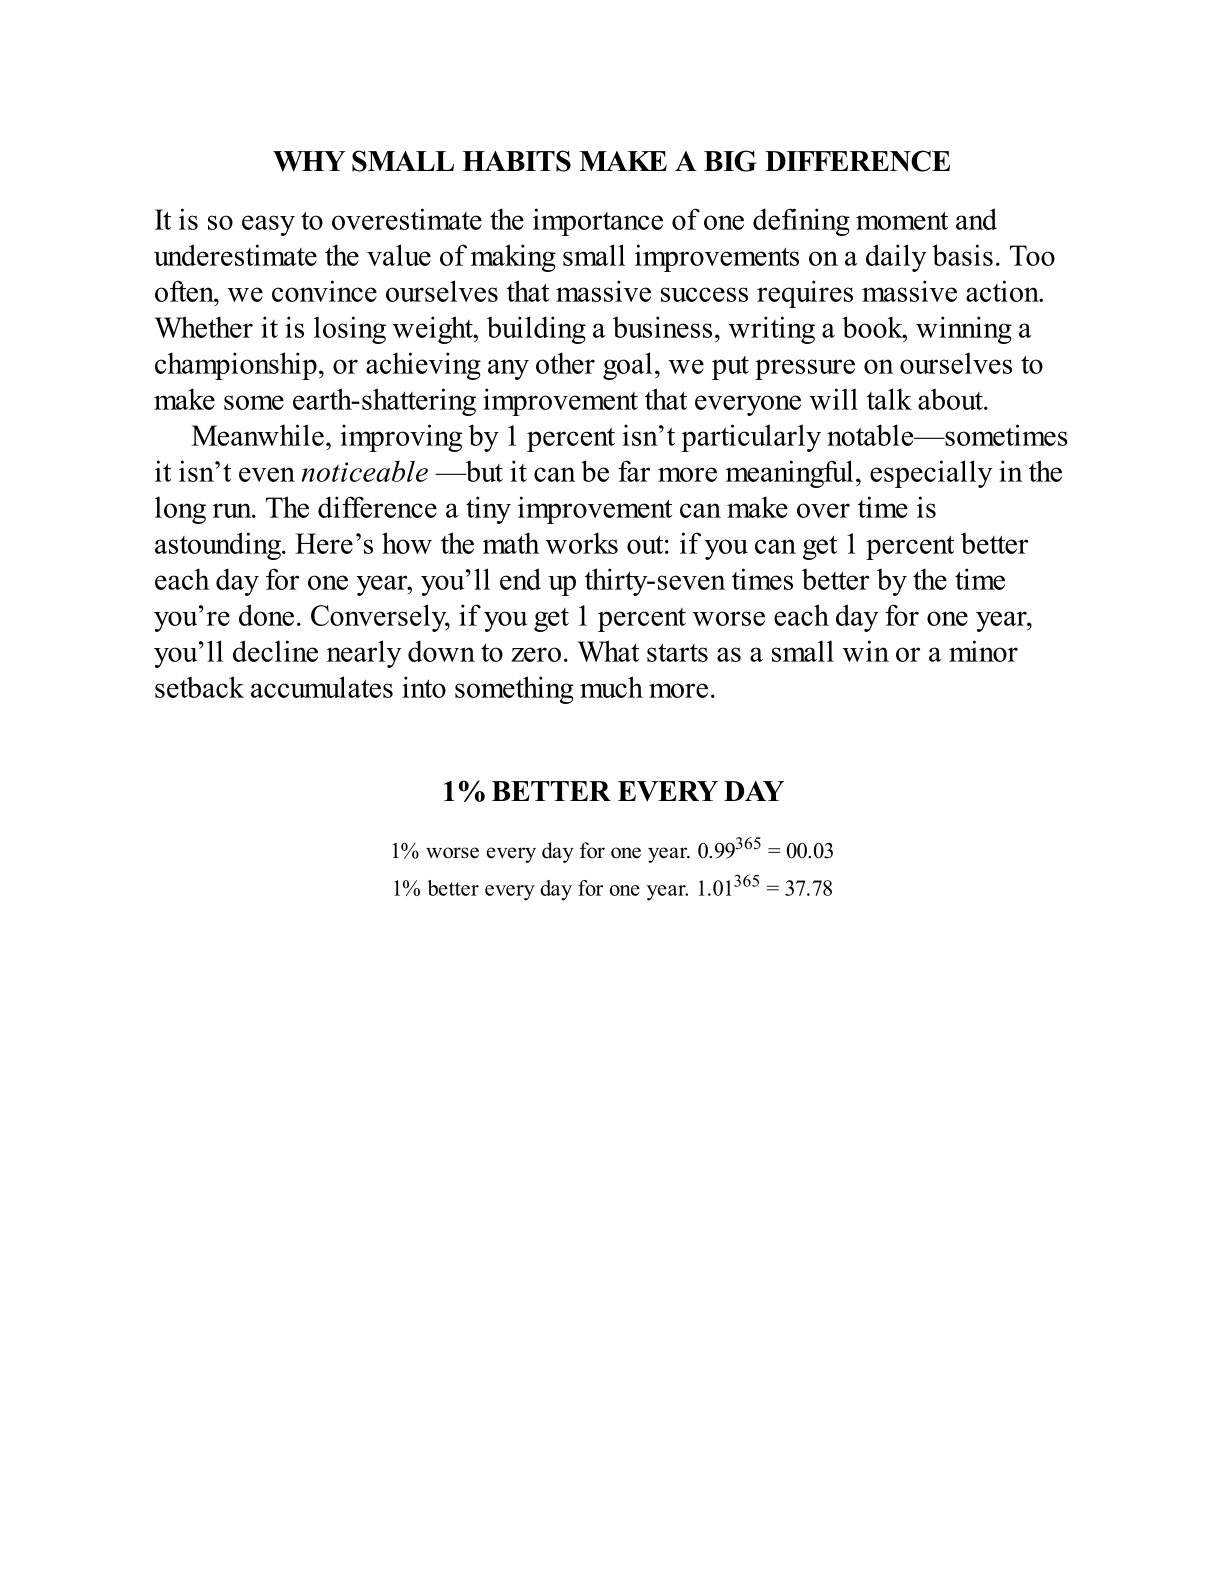 WHY SMALL HABITS MAKE A BIG DIFFERENCE
It is so easy to overestimate the importance of one defining moment and
underestimate the value of making small improvements on a daily basis. Too
often, we convince ourselves that massive success requires massive action.
Whether it is losing weight, building a business, writing a book, winning a
championship, or achieving any other goal, we put pressure on ourselves to
make some earth-shattering improvement that everyone will talk about.
Meanwhile, improving by 1 percent isn’t particularly notable—sometimes
it isn’t even noticeable —but it can be far more meaningful, especially in the
long run. The difference a tiny improvement can make over time is
astounding. Here’s how the math works out: if you can get 1 percent better
each day for one year, you’ll end up thirty-seven times better by the time
you’re done. Conversely, if you get 1 percent worse each day for one year,
you’ll decline nearly down to zero. What starts as a small win or a minor
setback accumulates into something much more.
1% BETTER EVERY DAY
1% worse every day for one year. 0.99³⁶⁵ = 00.03
1% better every day for one year. 1.01³⁶⁵ = 37.78